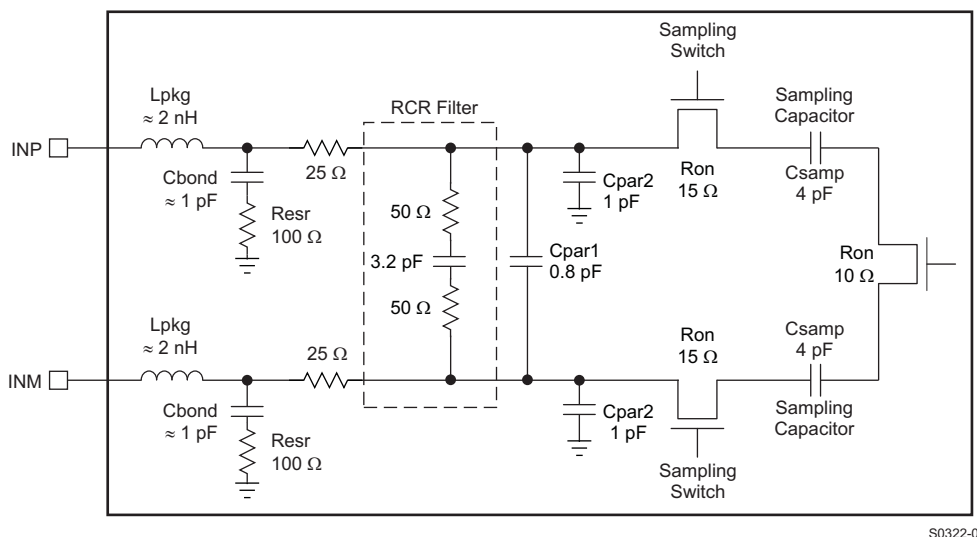 Sampling
Switch
Lpkg
≈ 2 nH
RCR Filter
Sampling
Capacitor
INP
25 Ω
Cbond
≈ 1 pF
Resr
100 Ω
50 Ω
3.2 pF
50 Ω
Cpar1
0.8 pF
Cpar2
1 pF
Ron
15 Ω
Csamp
4 pF
Ron
10 Ω
Lpkg
≈ 2 nH
25 Ω
Ron
15 Ω
Csamp
4 pF
INM
Cbond
≈ 1 pF
Resr
100 Ω
Cpar2
1 pF
Sampling
Capacitor
Sampling
Switch